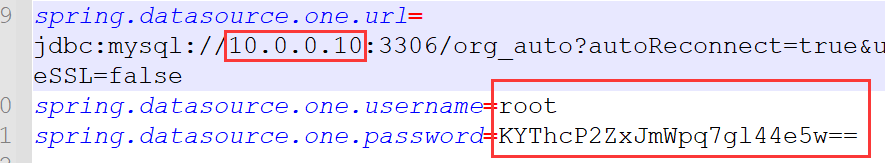 9 spring.datasource.one.url=
jdbc:mysql://10.0.0.10:3306/org_auto?autoReconnect=true&u
eSSL=false
0 spring.datasource.one.username=root
1 spring.datasource.one.password=KYThcP2ZxJmWpq7gl44e5w==